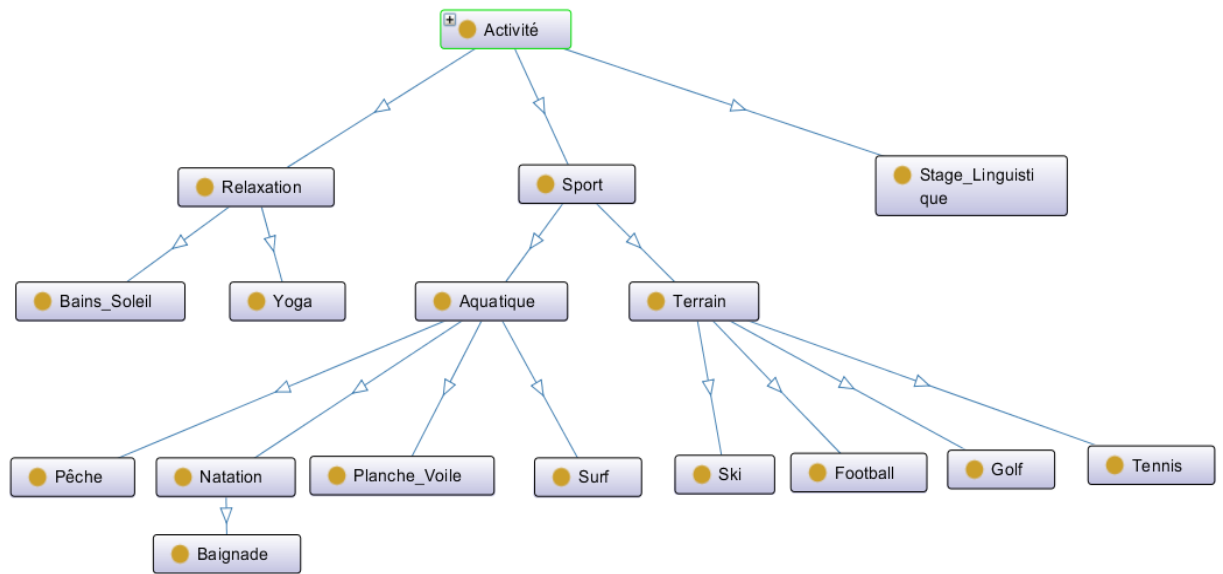 Activité
Relaxation
Sport
Stage_Linguisti
que
Bains_Soleil
Yoga
Aquatique
Terrain
Pêche
Natation
Planche_Voile
Surf
Ski
Football
Golf
Tennis
Baignade